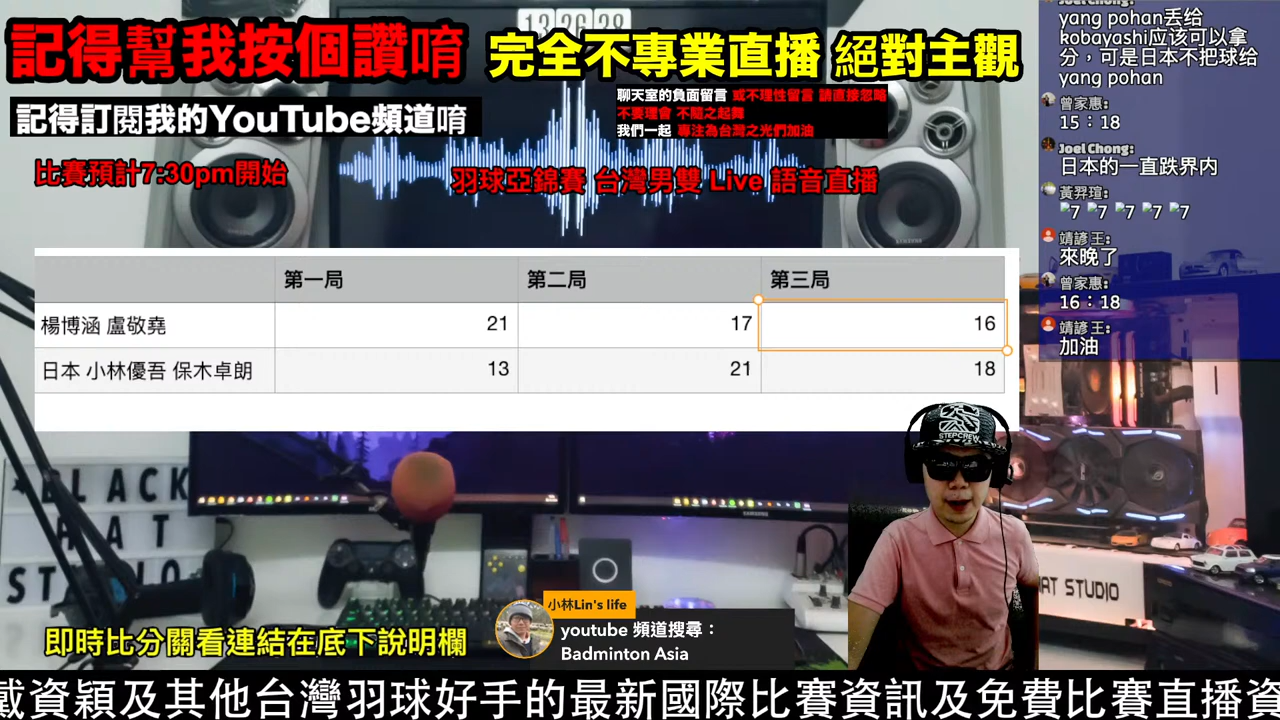 記得幫我按個讚唷
完全不專業直播 絕對主觀
記得訂閱我的YouTube頻道唷
聊天室的負面留言 或不理性留言 請直接忽略
不要理會 不隨之起舞
我們一起 專注為台灣之光們加油
比賽預計7:30pm開始
羽球亞錦賽 台灣男雙 Live 語音直播
第一局 第二局 第三局
楊博涵 盧敬堯 21 17 16
日本 小林優吾 保木卓朗 13 21 18
Joel Chong:
yang pohan丢给
kobayashi应该可以拿
分，可是日本不把球给
yang pohan
曾家惠:
15：18
Joel Chong:
日本的一直跌界内
黃羿瑄:
7 7 7 7 7
靖諺 王:
來晚了
曾家惠:
16：18
靖諺 王:
加油
STEPCREW
BLACK
HAT
STUDIO
HAT STUDIO
SAMSUNG
小林Lin's life
youtube 頻道搜尋：
Badminton Asia
即時比分關看連結在底下說明欄
戴資穎及其他台灣羽球好手的最新國際比賽資訊及免費比賽直播資